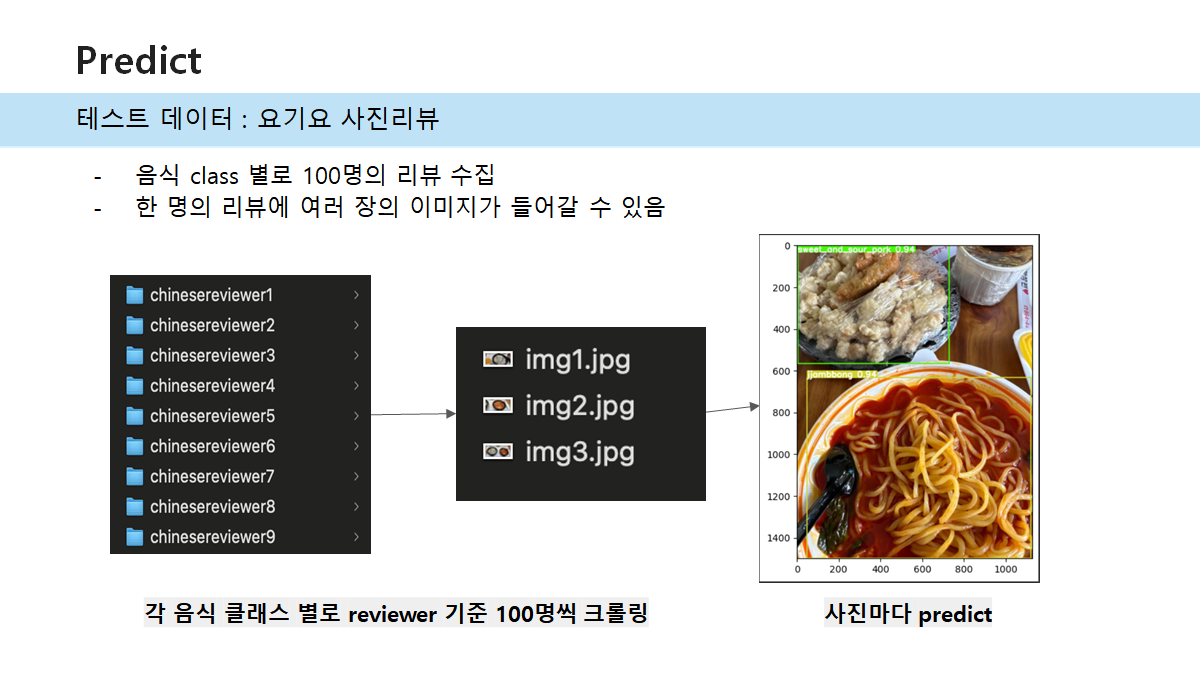 Predict
테스트 데이터 : 요기요 사진리뷰
- 음식 class 별로 100명의 리뷰 수집
- 한 명의 리뷰에 여러 장의 이미지가 들어갈 수 있음
chinesereviewer1
chinesereviewer2
chinesereviewer3
chinesereviewer4
chinesereviewer5
chinesereviewer6
chinesereviewer7
chinesereviewer8
chinesereviewer9
img1.jpg
img2.jpg
img3.jpg
sweet_and_sour_pork 0.94
jjambbong 0.94
0
200
400
600
800
1000
1200
1400
0 200 400 600 800 1000
각 음식 클래스 별로 reviewer 기준 100명씩 크롤링
사진마다 predict